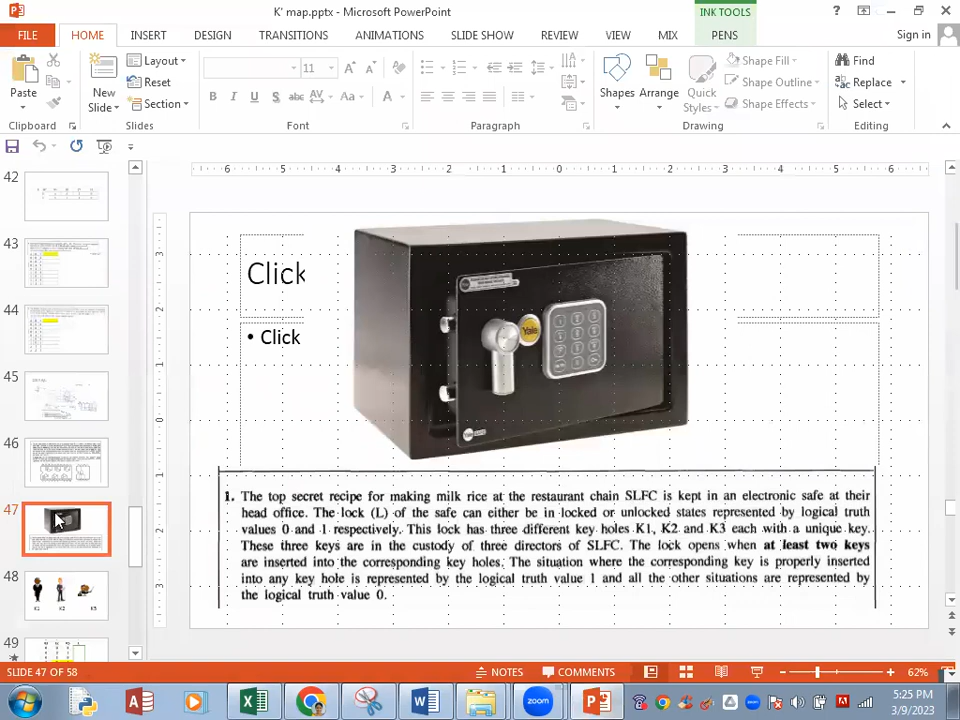 K' map.pptx - Microsoft PowerPoint
INK TOOLS
FILE HOME INSERT DESIGN TRANSITIONS ANIMATIONS SLIDE SHOW REVIEW VIEW MIX PENS Sign in
Paste
New
Slide
Layout
Reset
Section
11
Shapes
Arrange
Quick
Styles
Shape Fill
Shape Outline
Shape Effects
Find
Replace
Select
Clipboard Slides Font Paragraph Drawing Editing
42
43
44
45
46
47
48
49
K1 K2 K3
Click
• Click
Yale
1. The top secret recipe for making milk rice at the restaurant chain SLFC is kept in an electronic safe at their
head office. The lock (L) of the safe can either be in locked or unlocked states represented by logical truth
values 0 and 1 respectively. This lock has three different key holes K1, K2 and K3 each with a unique key.
These three keys are in the custody of three directors of SLFC. The lock opens when at least two keys
are inserted into the corresponding key holes. The situation where the corresponding key is properly inserted
into any key hole is represented by the logical truth value 1 and all the other situations are represented by
the logical truth value 0.
SLIDE 47 OF 58
NOTES
COMMENTS
62%
zoom
5:25 PM
3/9/2023